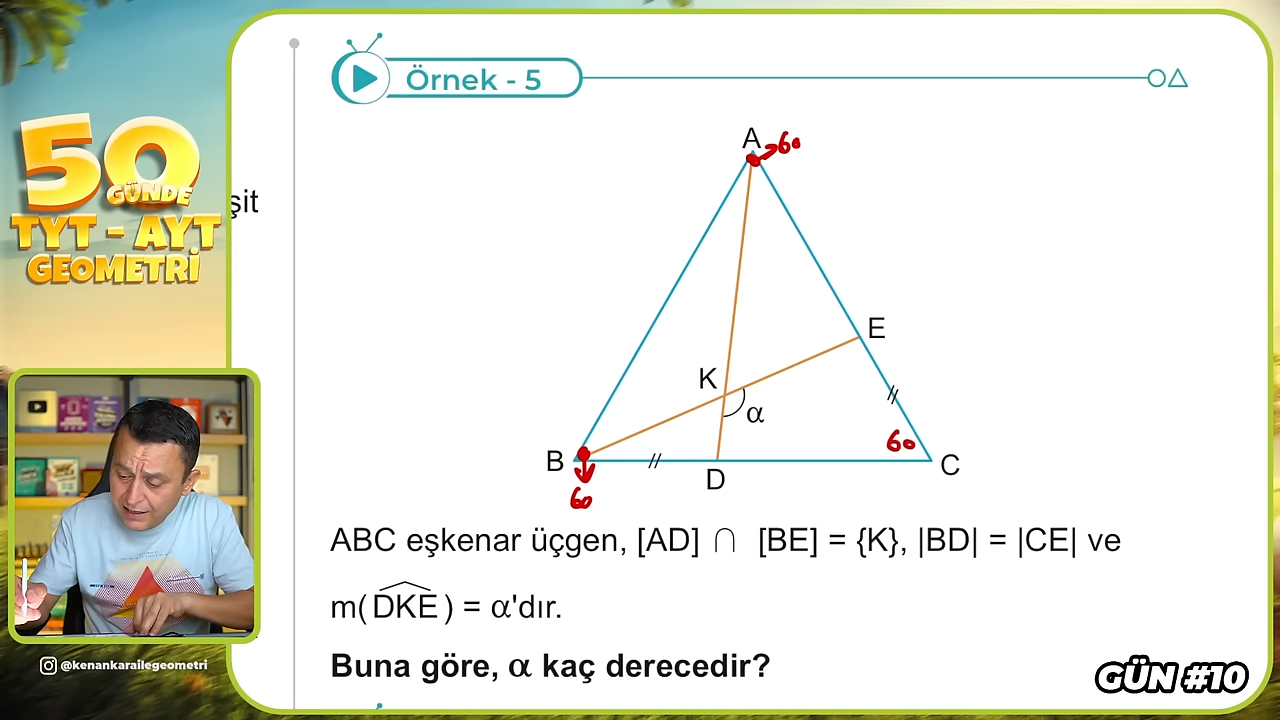 50
GÜNDE
TYT - AYT
GEOMETRİ
şit
Örnek - 5
A
60
E
K
α
60
B
D
C
60
ABC eşkenar üçgen, [AD] ∩ [BE] = {K}, |BD| = |CE| ve
m(DKE) = α'dır.
Buna göre, α kaç derecedir?
@kenankarailegeometri
GÜN #10